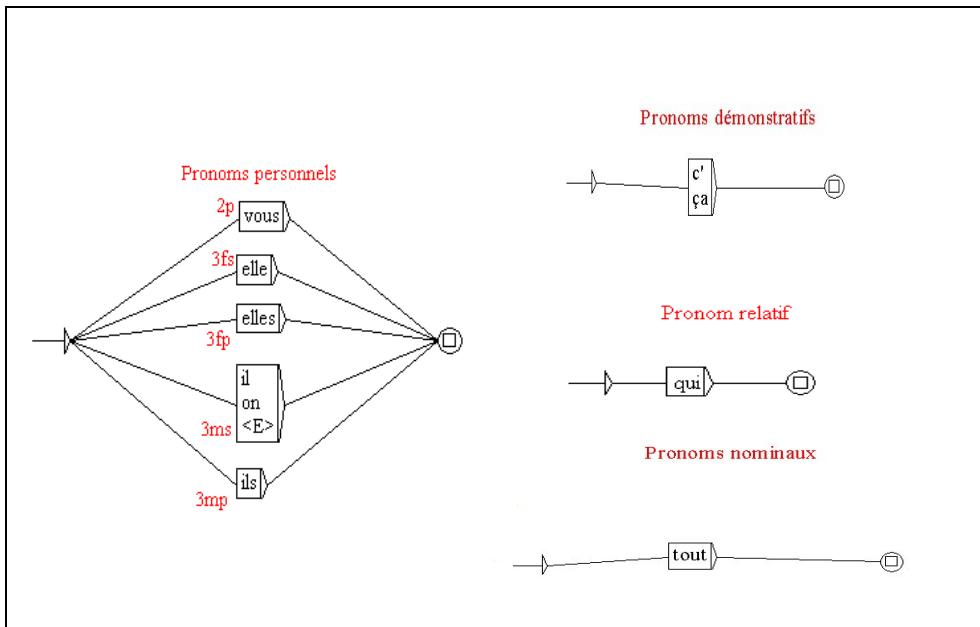 Pronoms personnels
2p
vous
3fs
elle
elles
3fp
il
on
<E>
3ms
ils
3mp
Pronoms démonstratifs
c'
ça
Pronom relatif
qui
Pronoms nominaux
tout